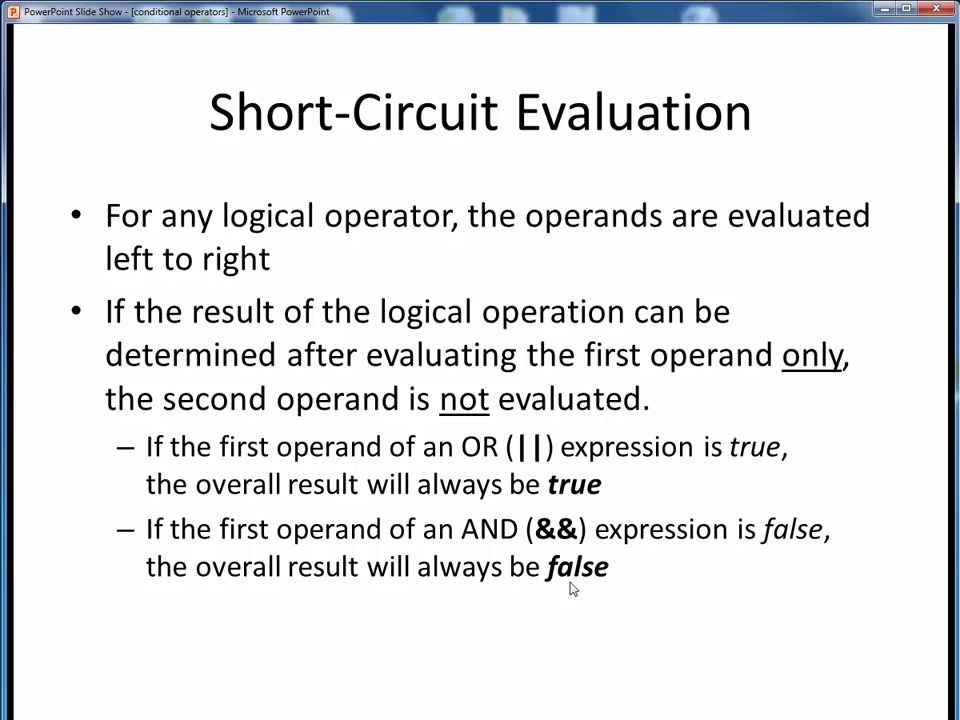 PowerPoint Slide Show - [conditional operators] - Microsoft PowerPoint
Short-Circuit Evaluation
• For any logical operator, the operands are evaluated
left to right
• If the result of the logical operation can be
determined after evaluating the first operand only,
the second operand is not evaluated.
– If the first operand of an OR (||) expression is true,
the overall result will always be true
– If the first operand of an AND (&&) expression is false,
the overall result will always be false